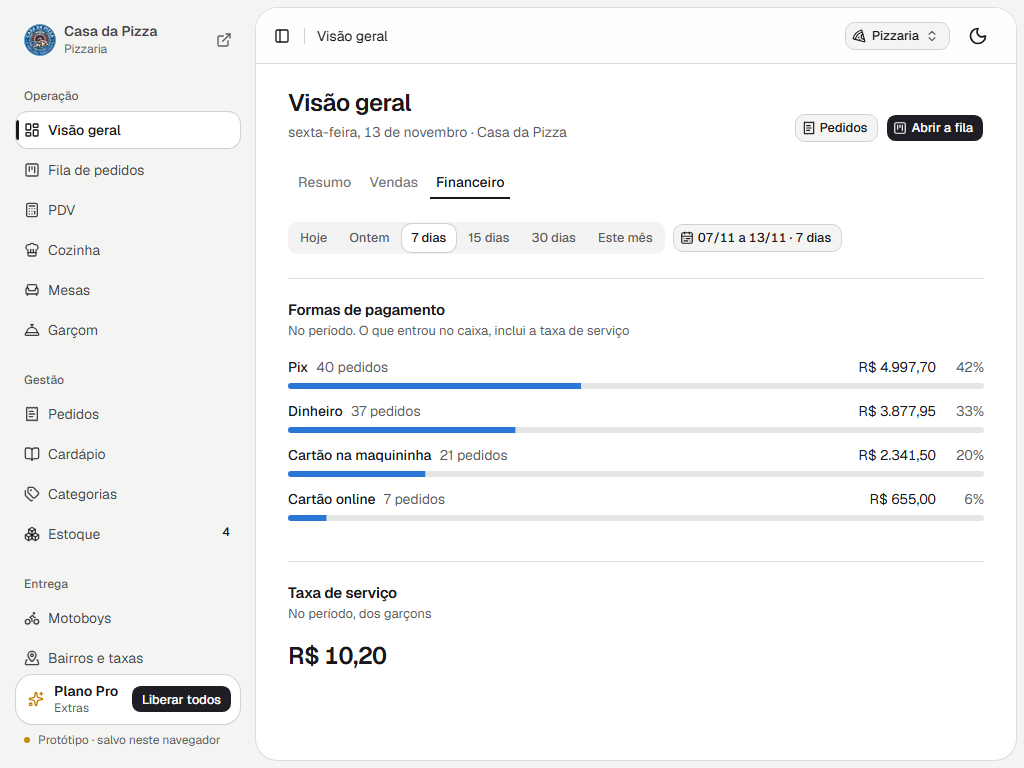 Casa da Pizza
Pizzaria
Operação
Visão geral
Fila de pedidos
PDV
Cozinha
Mesas
Garçom
Gestão
Pedidos
Cardápio
Categorias
Estoque 4
Entrega
Motoboys
Bairros e taxas
Plano Pro
Extras
Liberar todos
Protótipo · salvo neste navegador
Visão geral
Pizzaria
Visão geral
sexta-feira, 13 de novembro · Casa da Pizza
Pedidos
Abrir a fila
Resumo Vendas Financeiro
Hoje Ontem 7 dias 15 dias 30 dias Este mês 07/11 a 13/11 · 7 dias
Formas de pagamento
No período. O que entrou no caixa, inclui a taxa de serviço
Pix 40 pedidos R$ 4.997,70 42%
Dinheiro 37 pedidos R$ 3.877,95 33%
Cartão na maquininha 21 pedidos R$ 2.341,50 20%
Cartão online 7 pedidos R$ 655,00 6%
Taxa de serviço
No período, dos garçons
R$ 10,20